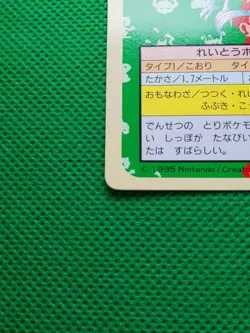 れいとうポ
タイプ1/こおり タイ
たかさ/1.7メートル
おもなわざ/つつく・れい
ふぶき・こう
でんせつの とりポケモ
い しっぽが たなびい
たは すばらしい。
© 1995 Nintendo / Creat